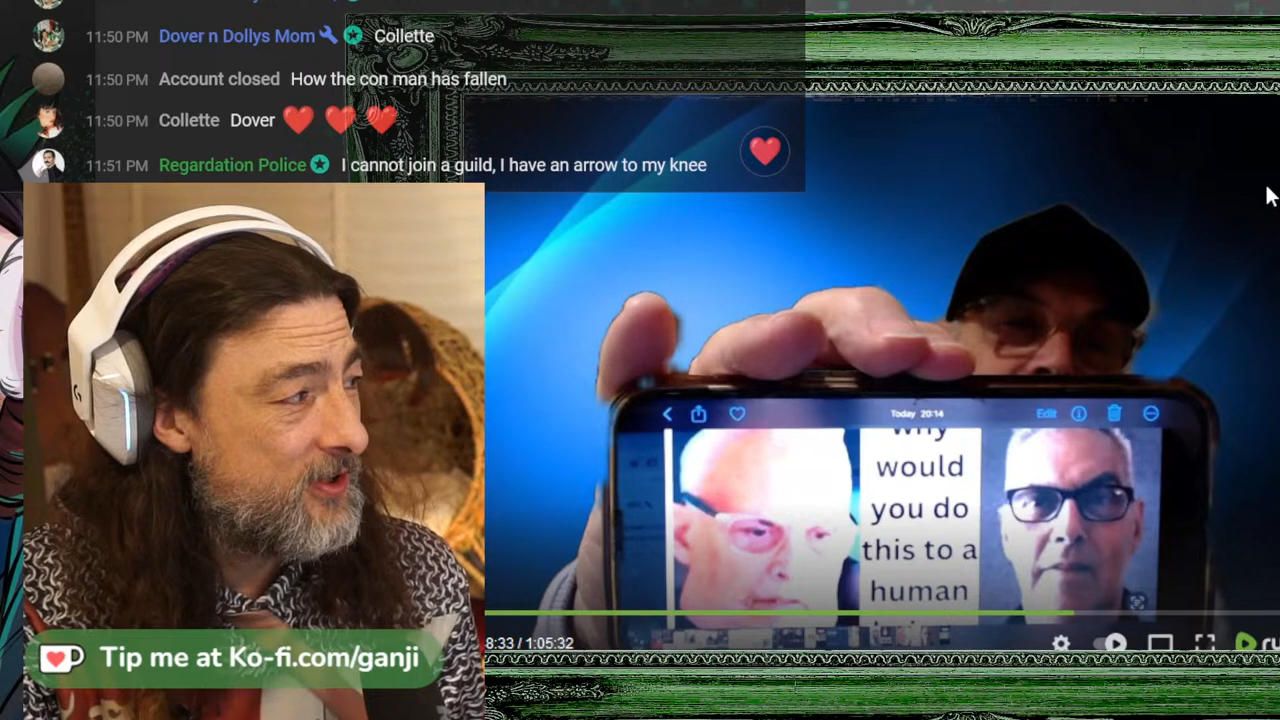 11:50 PM Dover n Dollys Mom Collette
11:50 PM Account closed How the con man has fallen
11:50 PM Collette Dover ❤️ ❤️ ❤️
11:51 PM Regardation Police I cannot join a guild, I have an arrow to my knee
Today 20:14
Edit
why
would
you do
this to a
human
8:33 / 1:05:32
Tip me at Ko-fi.com/ganji